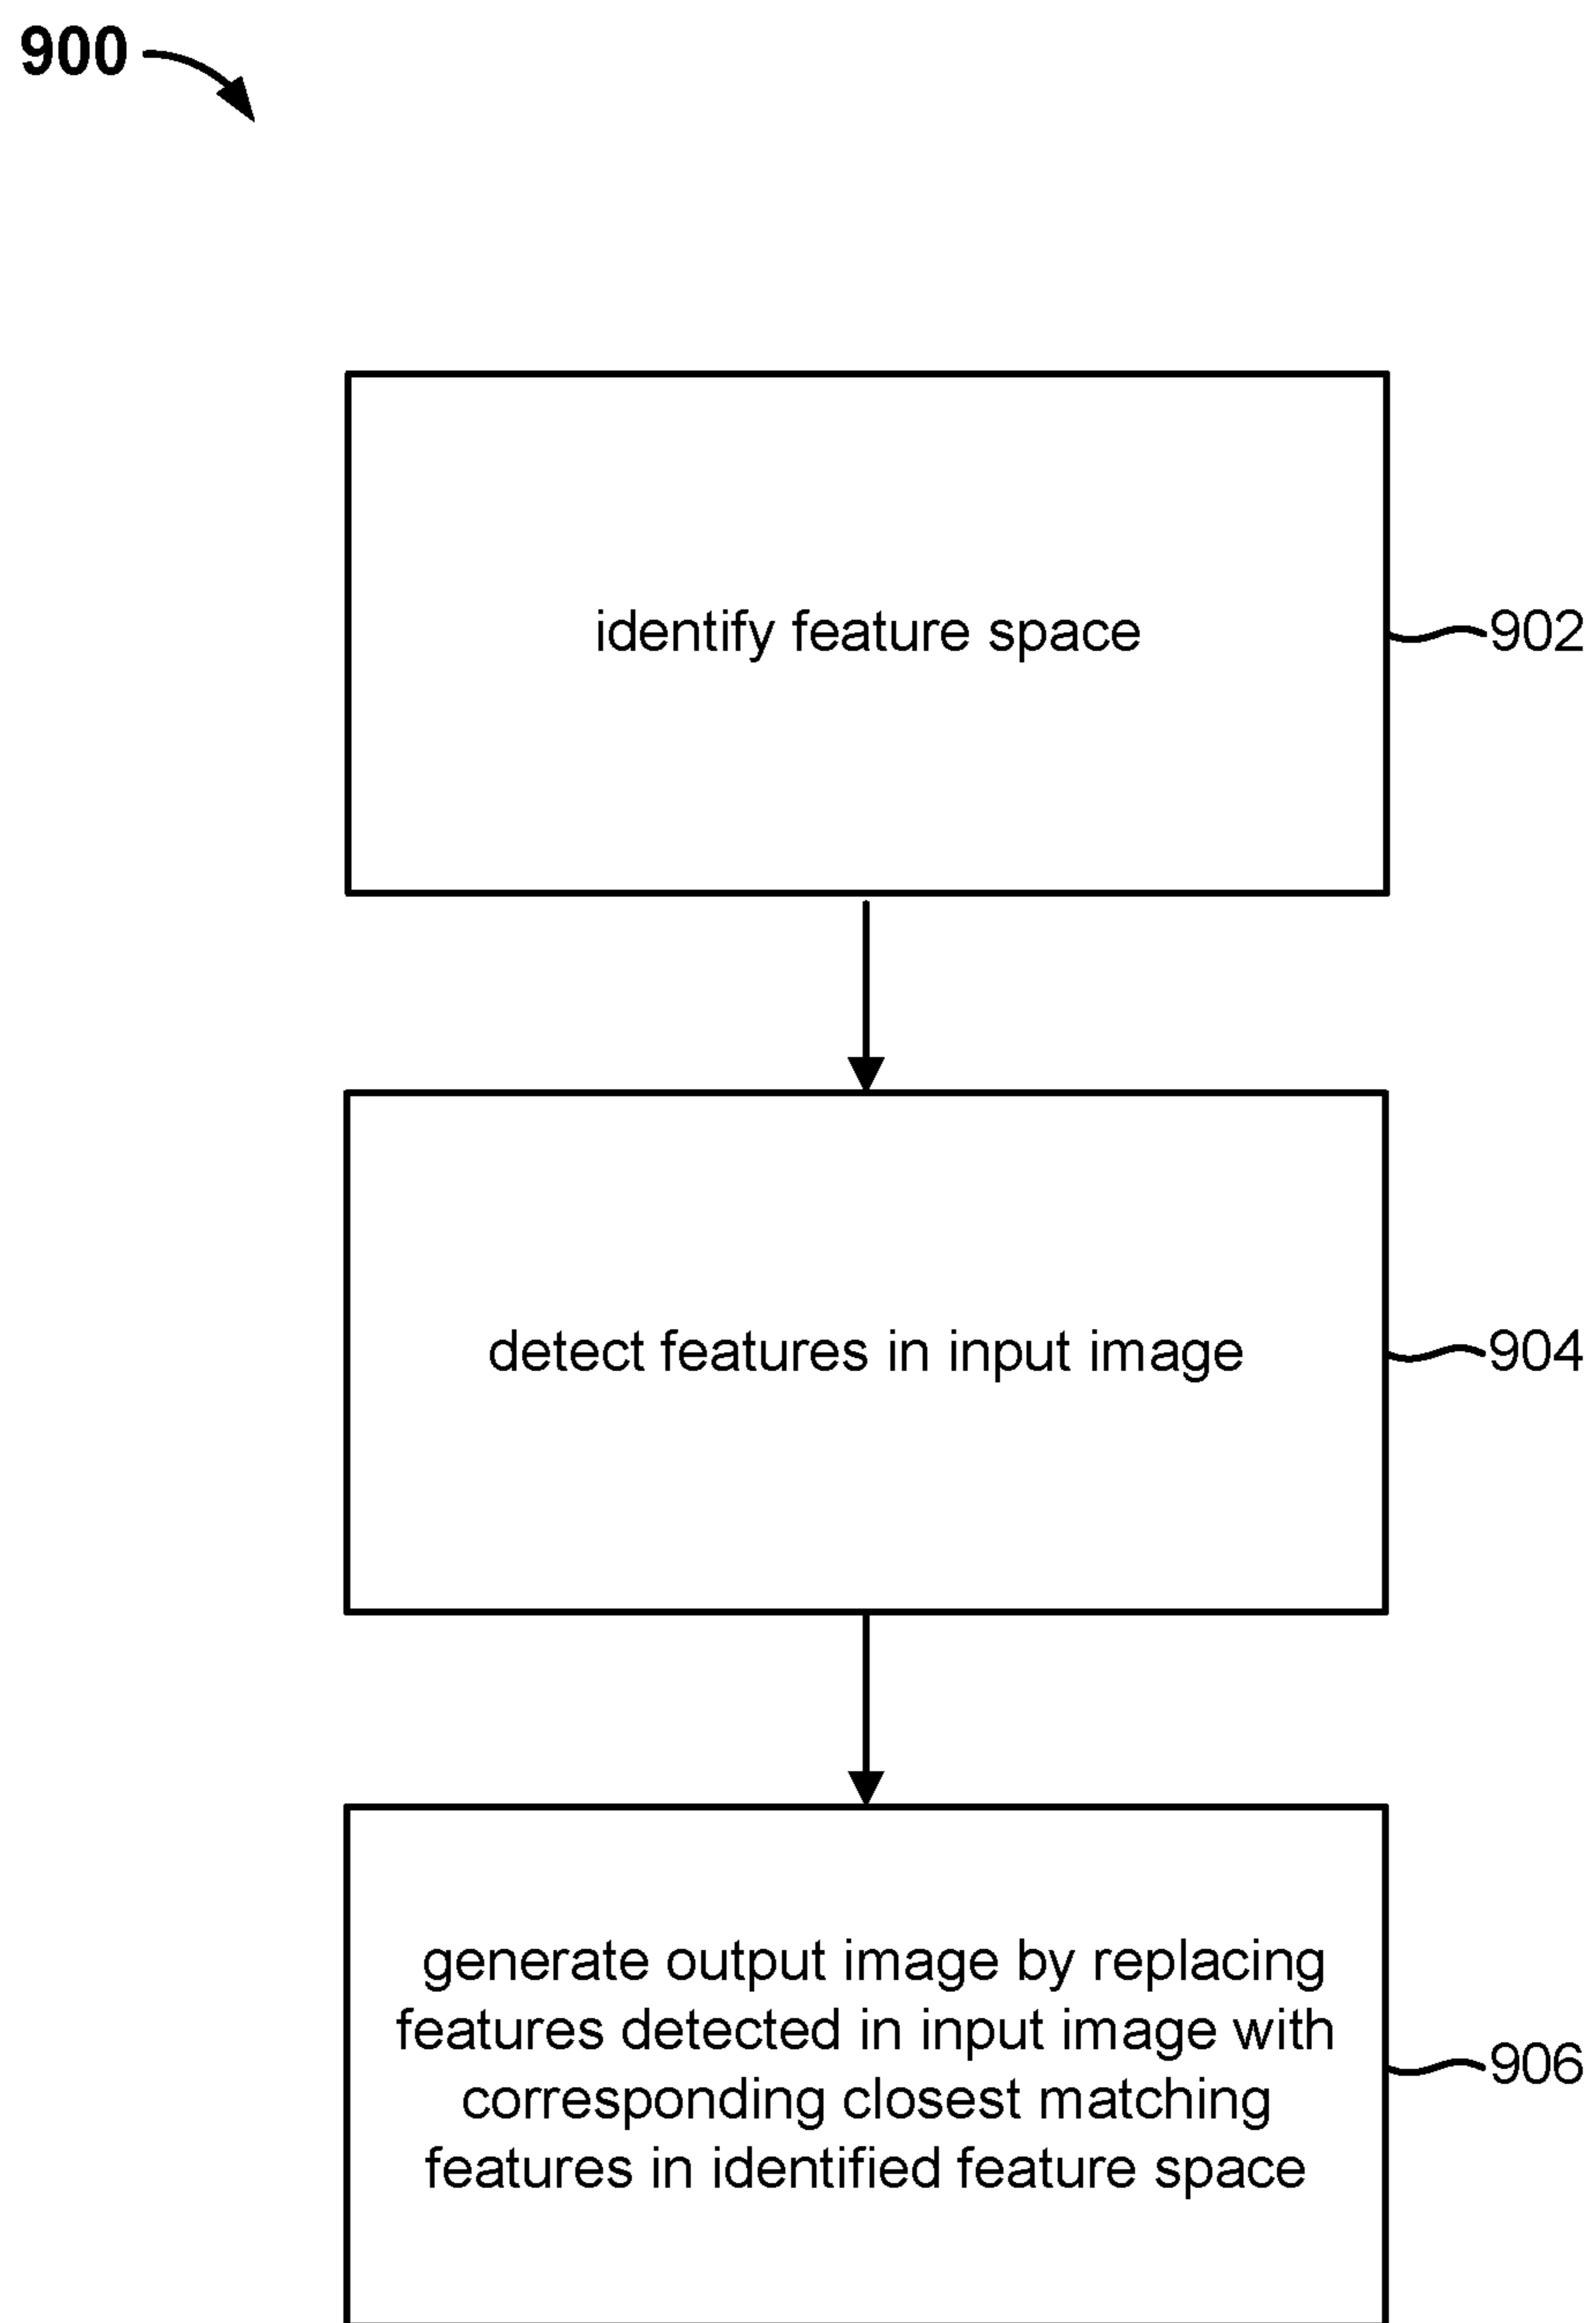 900
identify feature space
902
detect features in input image
904
generate output image by replacing
features detected in input image with
corresponding closest matching
features in identified feature space
906